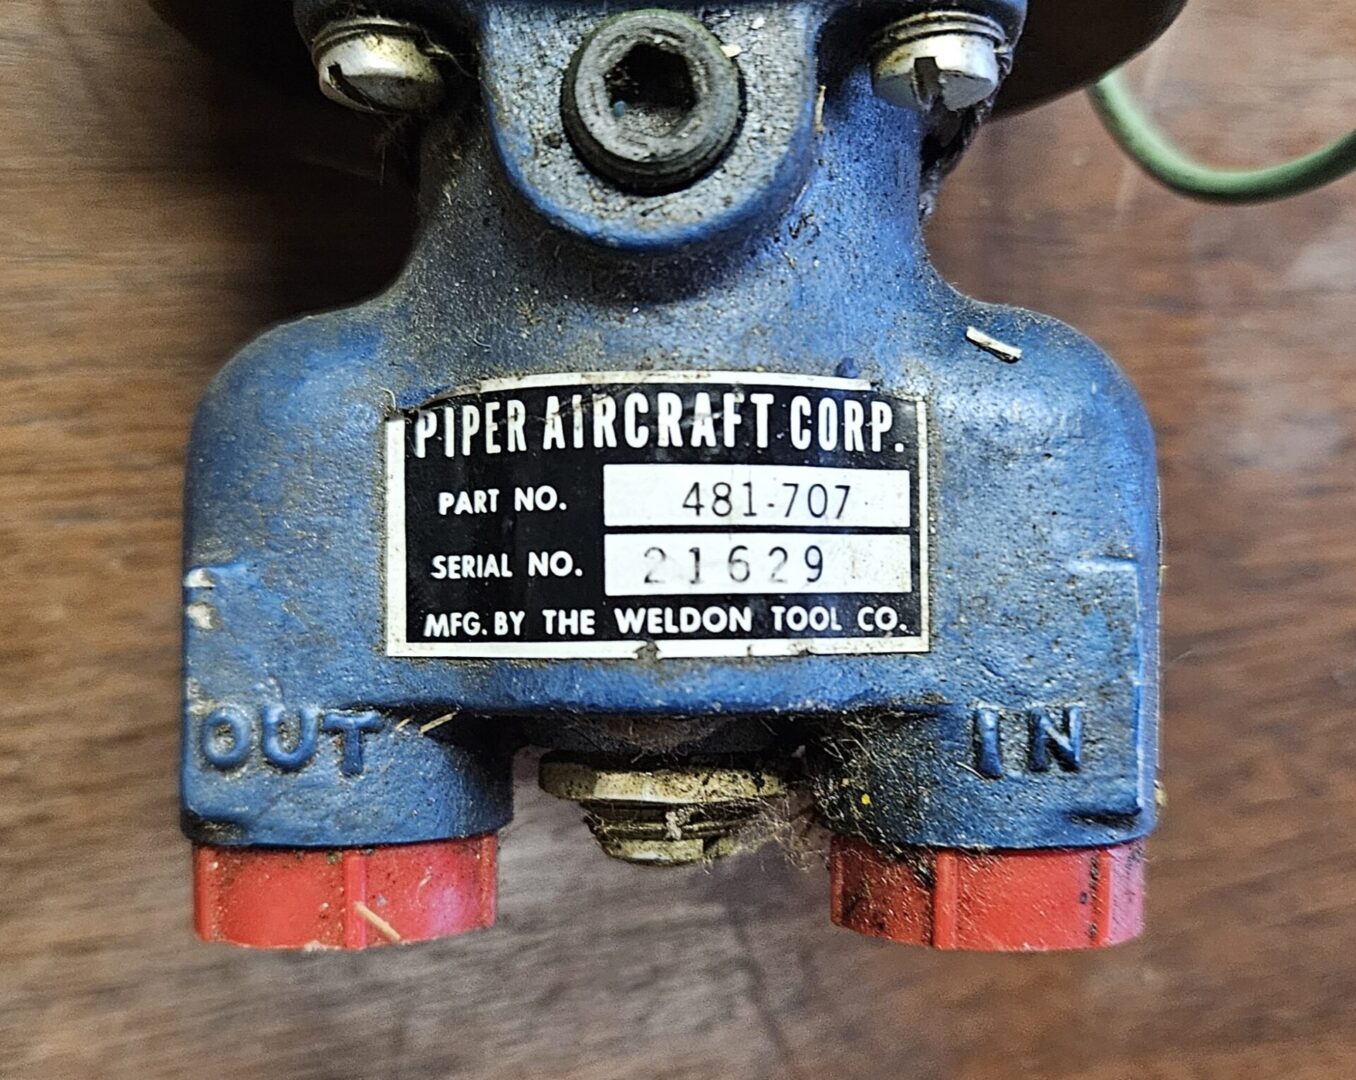 PIPER AIRCRAFT CORP.
PART NO. 481-707
SERIAL NO. 21629
MFG. BY THE WELDON TOOL CO.
OUT IN